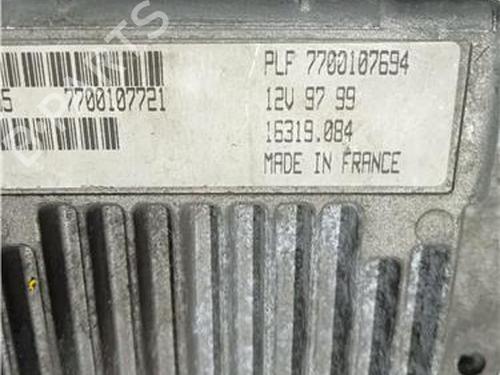 PLF 7700107694
7700107721
12V 97 99
16319.084
MADE IN FRANCE